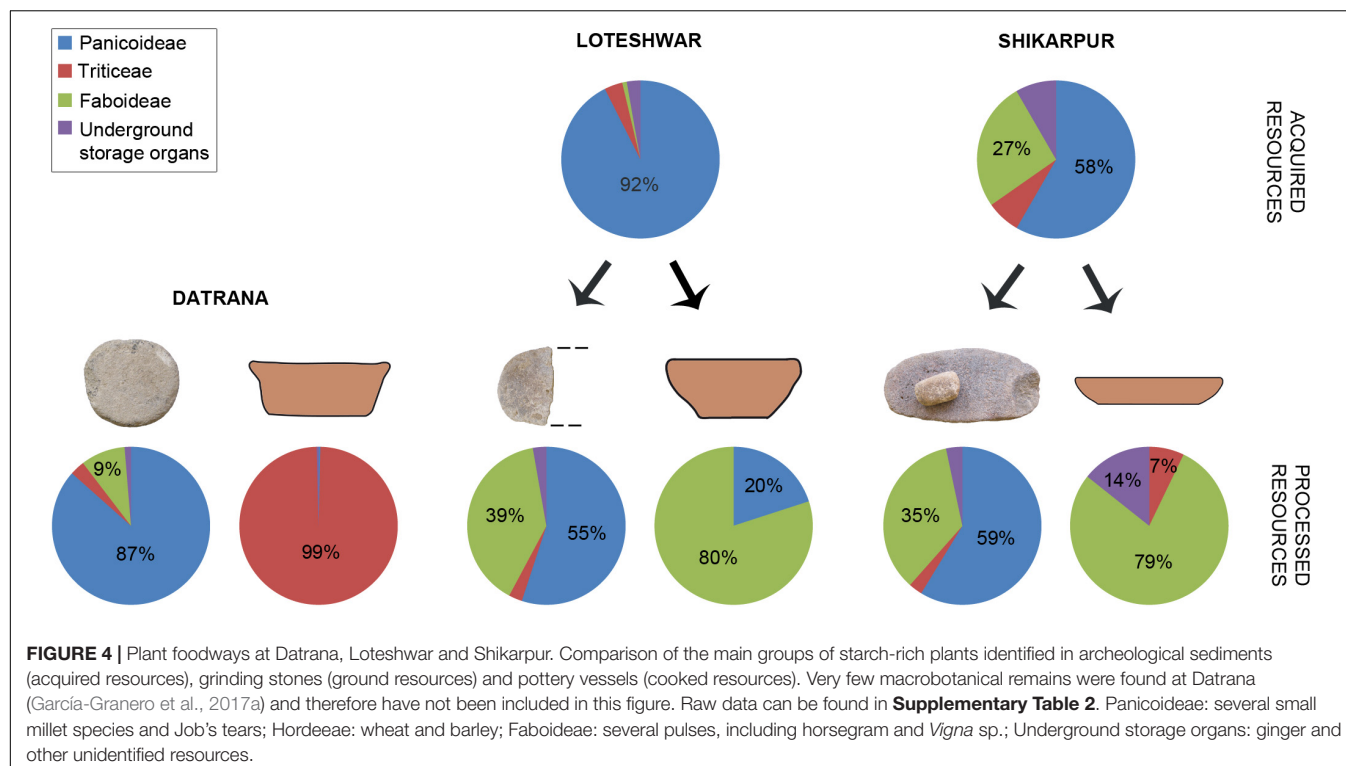 Panicoideae
Triticeae
Faboideae
Underground
storage organs
LOTESHWAR
SHIKARPUR
92%
27%
58%
ACQUIRED
RESOURCES
DATRANA
9%
87%
99%
39%
55%
20%
80%
35%
59%
7%
14%
79%
PROCESSED
RESOURCES
FIGURE 4 | Plant foodways at Datrana, Loteshwar and Shikarpur. Comparison of the main groups of starch-rich plants identified in archeological sediments
(acquired resources), grinding stones (ground resources) and pottery vessels (cooked resources). Very few macrobotanical remains were found at Datrana
(García-Granero et al., 2017a) and therefore have not been included in this figure. Raw data can be found in Supplementary Table 2. Panicoideae: several small
millet species and Job's tears; Hordeeae: wheat and barley; Faboideae: several pulses, including horsegram and Vigna sp.; Underground storage organs: ginger and
other unidentified resources.